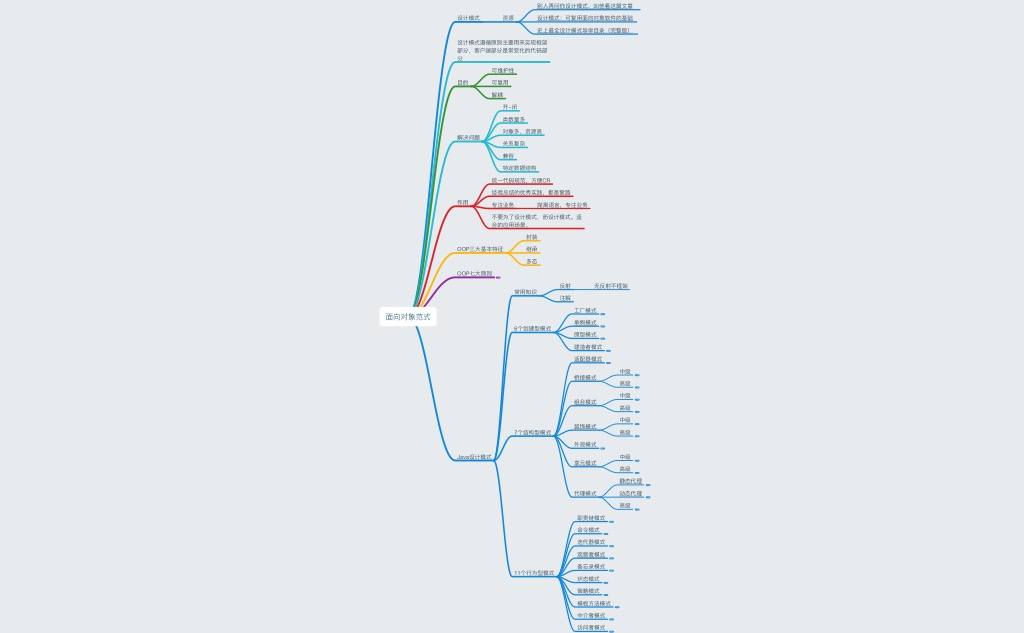 设计模式
资源
别人再问你设计模式，叫他看这篇文章
设计模式：可复用面向对象软件的基础
史上最全设计模式导学目录（完整版）
设计模式遵循原则主要用来实现框架
部分，客户端部分是常变化的代码部
分
目的
可维护性
可复用
解耦
解决问题
开-闭
类数量多
对象多，资源高
关系复杂
兼容
特定数据结构
作用
统一代码规范，方便CR
经验总结的优秀实践，都是套路
专注业务
屏蔽语言，专注业务
不要为了设计模式，而设计模式，适
合的应用场景。
OOP三大基本特征
封装
继承
多态
OOP七大原则
面向对象范式
Java设计模式
常用知识
反射
无反射不框架
注解
6个创建型模式
工厂模式
单例模式
原型模式
建造者模式
7个结构型模式
适配器模式
桥接模式
中级
高级
组合模式
中级
高级
装饰模式
中级
高级
外观模式
享元模式
中级
高级
代理模式
静态代理
动态代理
高级
11个行为型模式
职责链模式
命令模式
迭代器模式
观察者模式
备忘录模式
状态模式
策略模式
模板方法模式
中介者模式
访问者模式